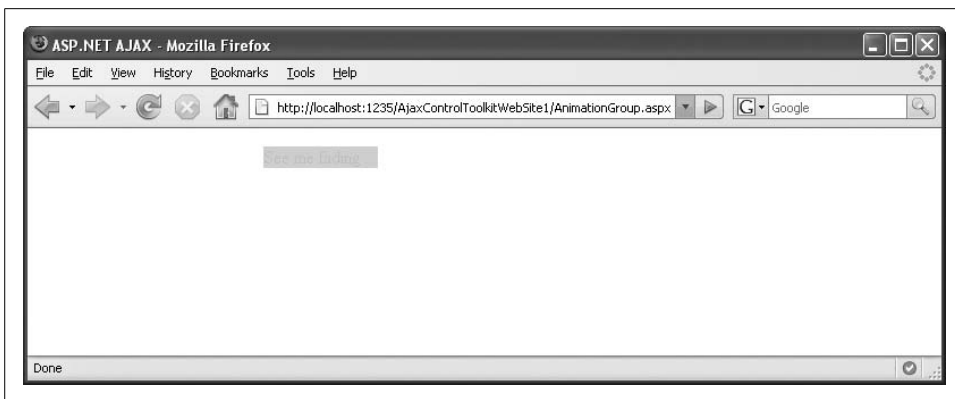 ASP.NET AJAX - Mozilla Firefox
File Edit View History Bookmarks Tools Help
http://localhost:1235/AjaxControlToolkitWebSite1/AnimationGroup.aspx G Google
See me fading ...
Done